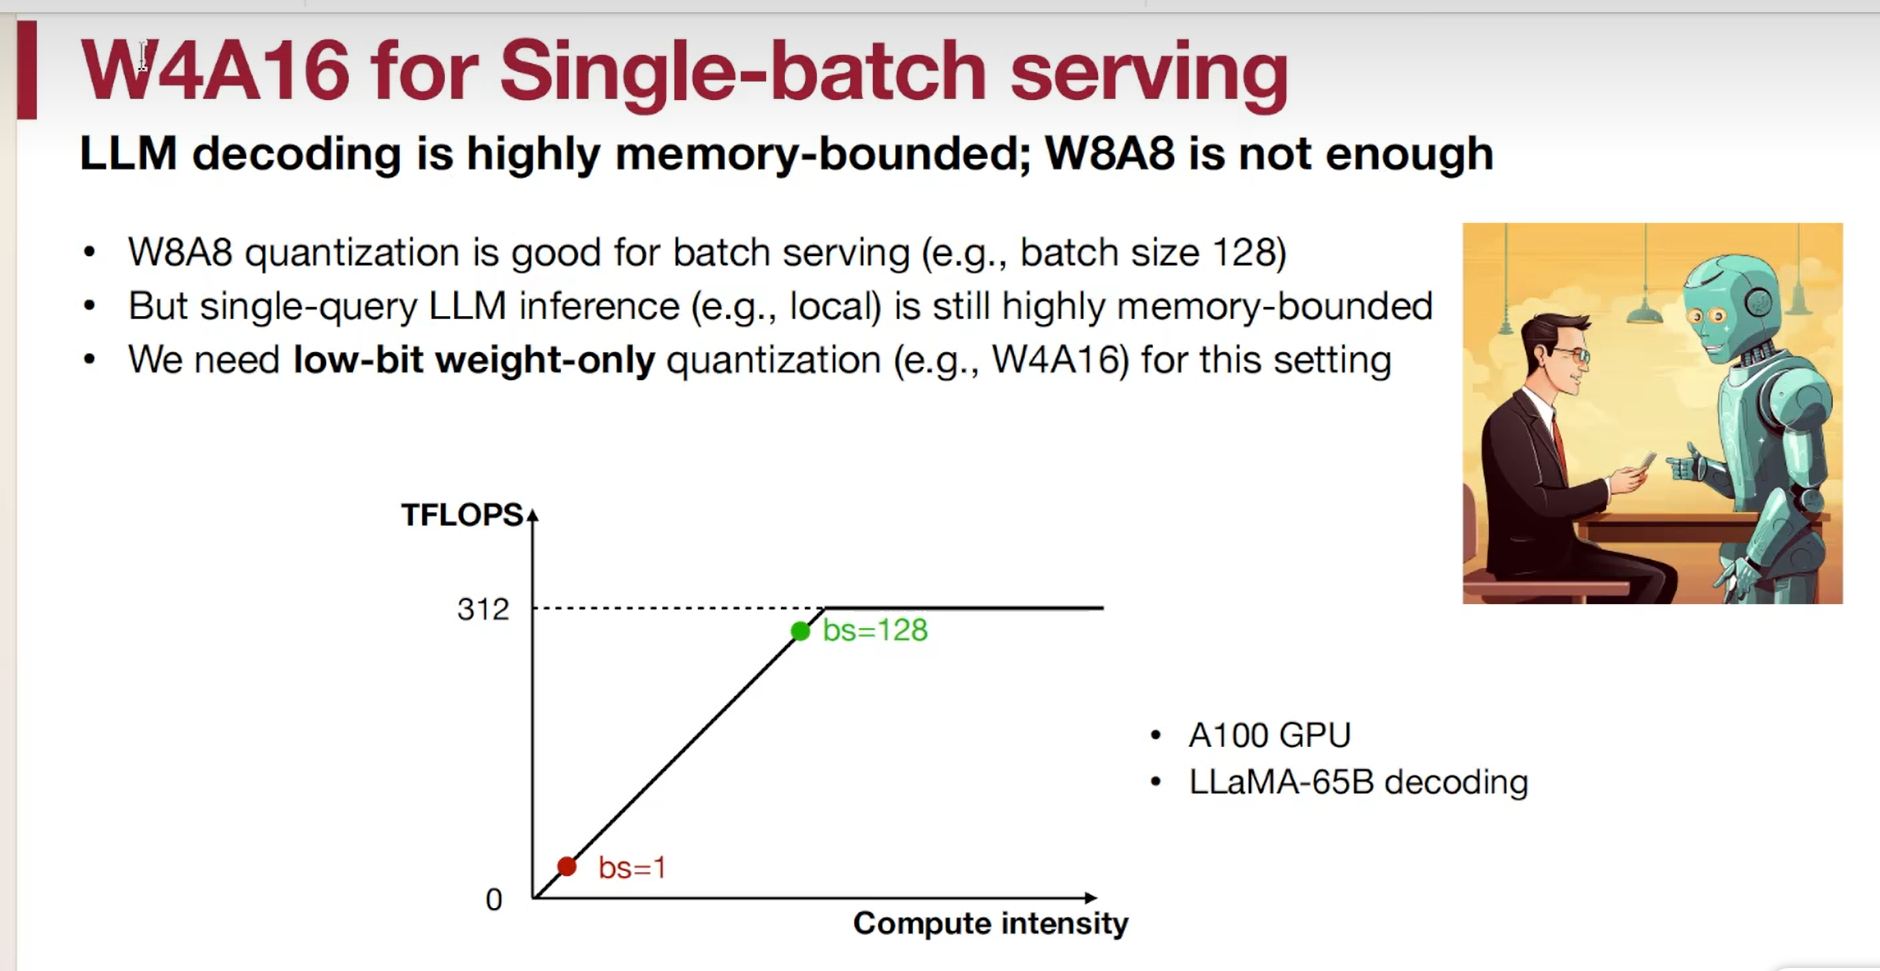 W4A16 for Single-batch serving
LLM decoding is highly memory-bounded; W8A8 is not enough
• W8A8 quantization is good for batch serving (e.g., batch size 128)
• But single-query LLM inference (e.g., local) is still highly memory-bounded
• We need low-bit weight-only quantization (e.g., W4A16) for this setting
TFLOPS
312
bs=128
bs=1
0
Compute intensity
• A100 GPU
• LLaMA-65B decoding